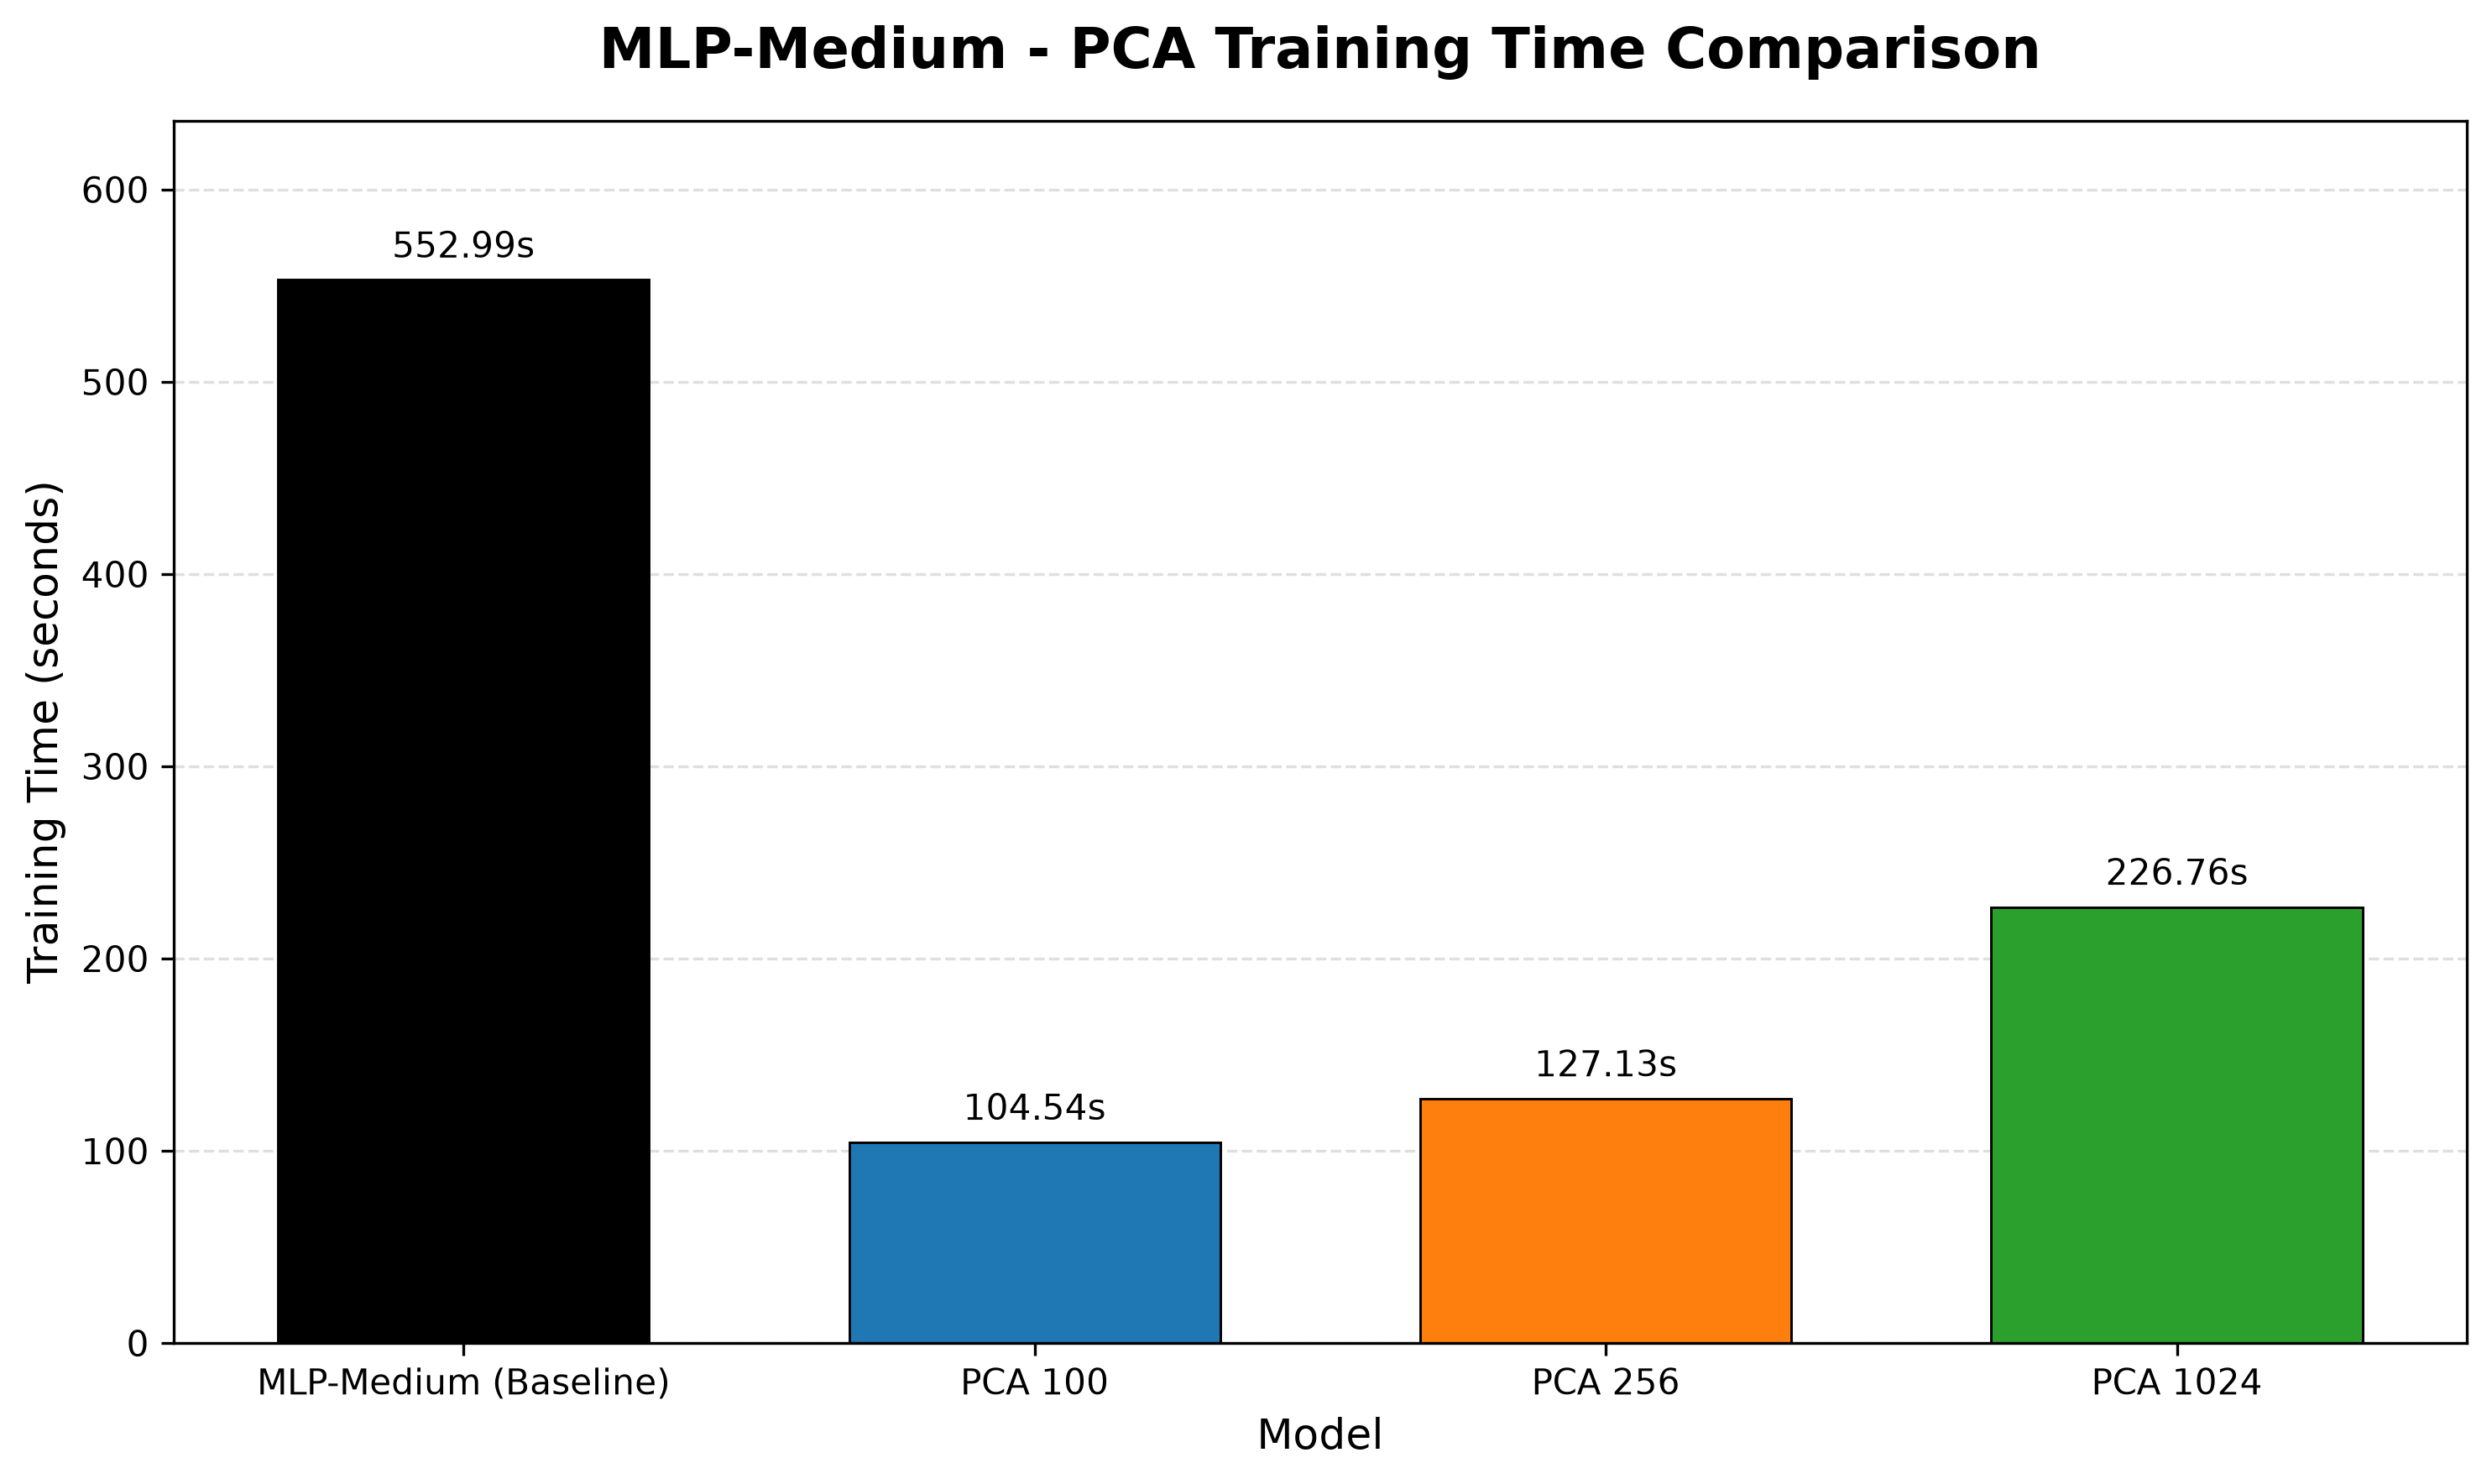 MLP-Medium - PCA Training Time Comparison
Training Time (seconds)
600
500
400
300
200
100
0
552.99s
104.54s
127.13s
226.76s
MLP-Medium (Baseline)
PCA 100
PCA 256
PCA 1024
Model